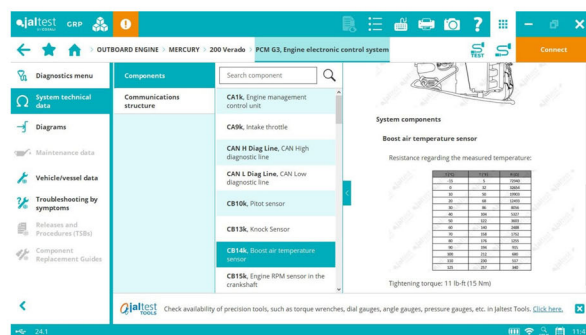 jaltest GRP
OUTBOARD ENGINE > MERCURY > 200 Verado > PCM G3, Engine electronic control system
TEST
Connect
Diagnostics menu
System technical
data
Diagrams
Maintenance data
Vehicle/vessel data
Troubleshooting by
symptoms
Releases and
Procedures (TSBs)
Component
Replacement Guides
Components
Communications
structure
Search component
CA1k, Engine management
control unit
CA9k, Intake throttle
CAN H Diag Line, CAN High
diagnostic line
CAN L Diag Line, CAN Low
diagnostic line
CB10k, Pitot sensor
CB13k, Knock Sensor
CB14k, Boost air temperature
sensor
CB15k, Engine RPM sensor in the
crankshaft
System components
Boost air temperature sensor
Resistance regarding the measured temperature:
Tightening torque: 11 lb·ft (15 Nm)
jaltest
TOOLS
Check availability of precision tools, such as torque wrenches, dial gauges, angle gauges, pressure gauges, etc. in Jaltest Tools. Click here.
24.1